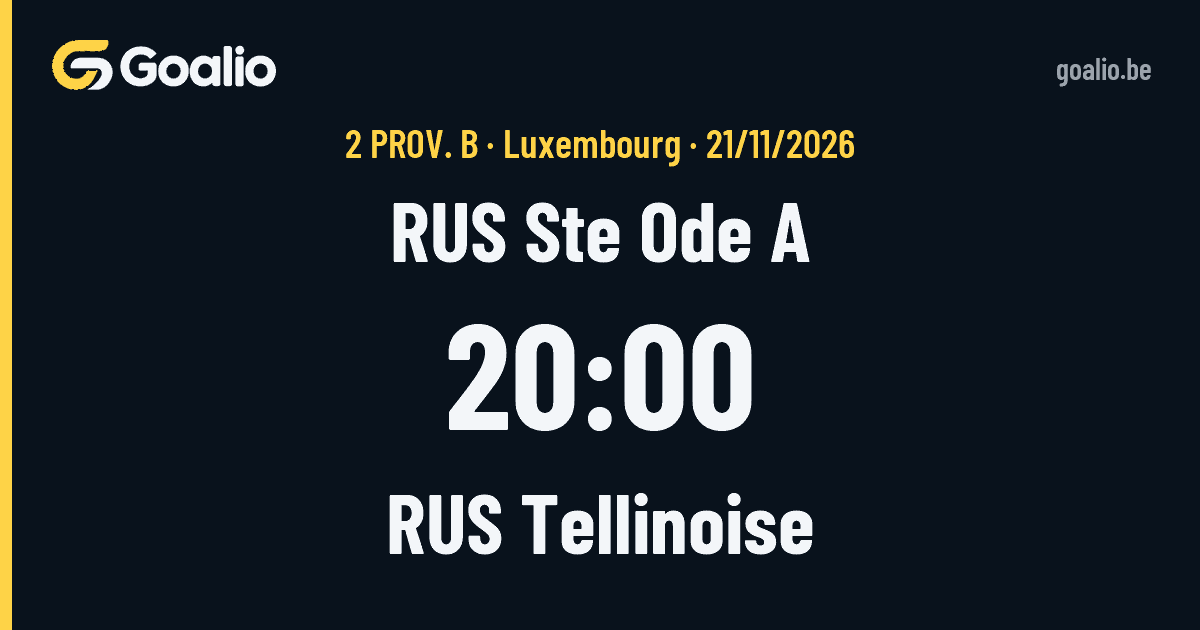 Goalio
goalio.be
2 PROV. B · Luxembourg · 21/11/2026
RUS Ste Ode A
20:00
RUS Tellinoise